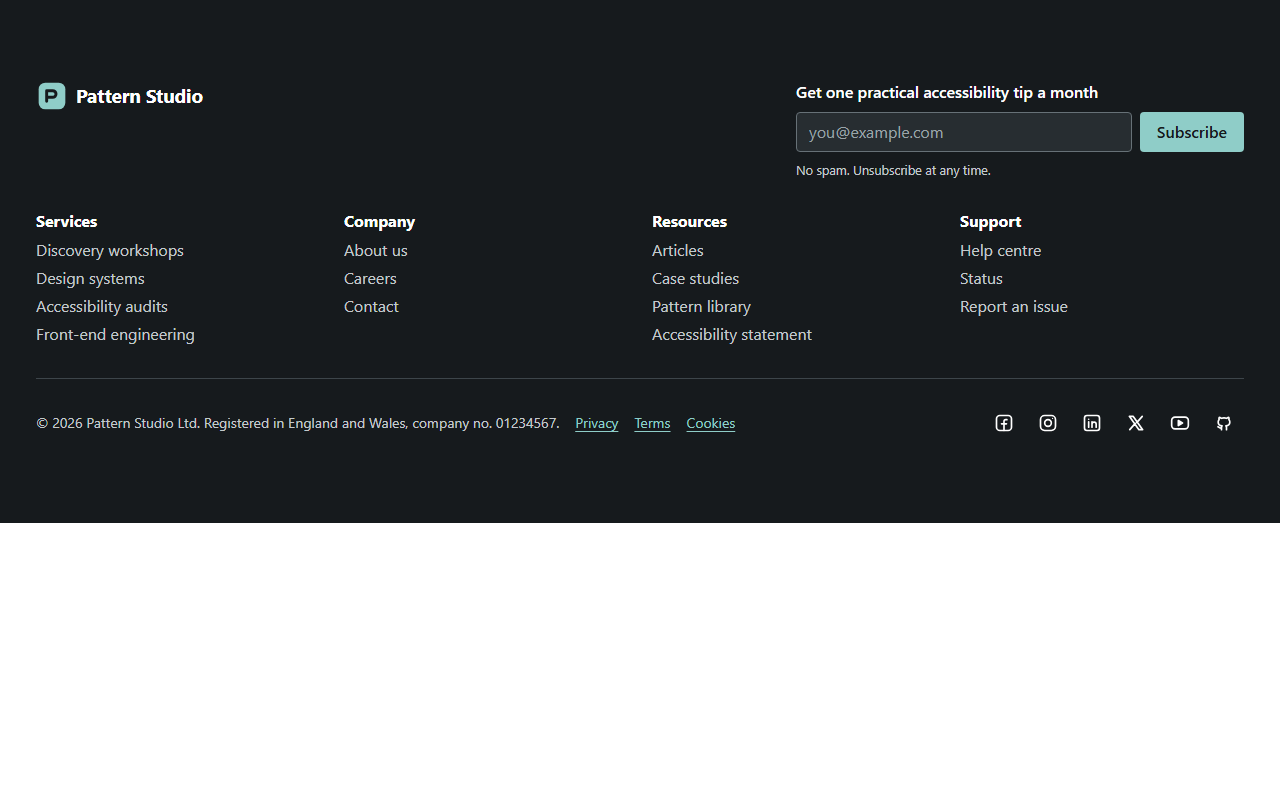 P Pattern Studio
Get one practical accessibility tip a month
you@example.com
Subscribe
No spam. Unsubscribe at any time.
Services
Discovery workshops
Design systems
Accessibility audits
Front-end engineering
Company
About us
Careers
Contact
Resources
Articles
Case studies
Pattern library
Accessibility statement
Support
Help centre
Status
Report an issue
© 2026 Pattern Studio Ltd. Registered in England and Wales, company no. 01234567. Privacy Terms Cookies